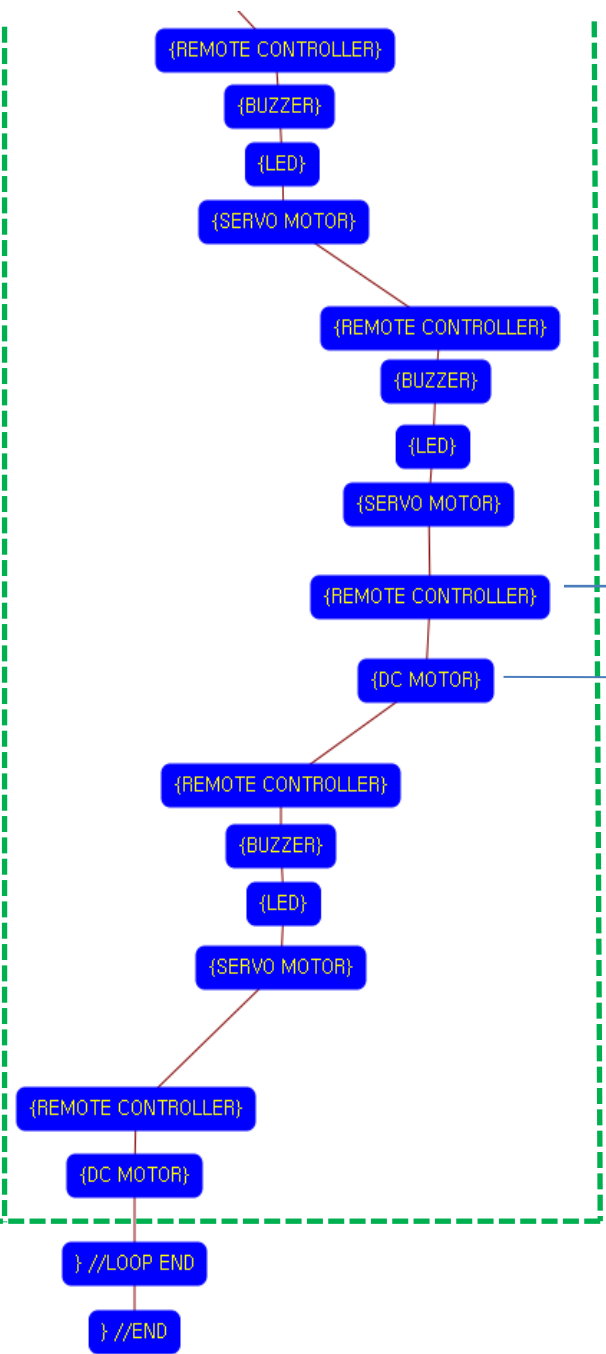 {REMOTE CONTROLLER}
{BUZZER}
{LED}
{SERVO MOTOR}
{REMOTE CONTROLLER}
{BUZZER}
{LED}
{SERVO MOTOR}
{REMOTE CONTROLLER}
{DC MOTOR}
{REMOTE CONTROLLER}
{BUZZER}
{LED}
{SERVO MOTOR}
{REMOTE CONTROLLER}
{DC MOTOR}
} //LOOP END
} //END